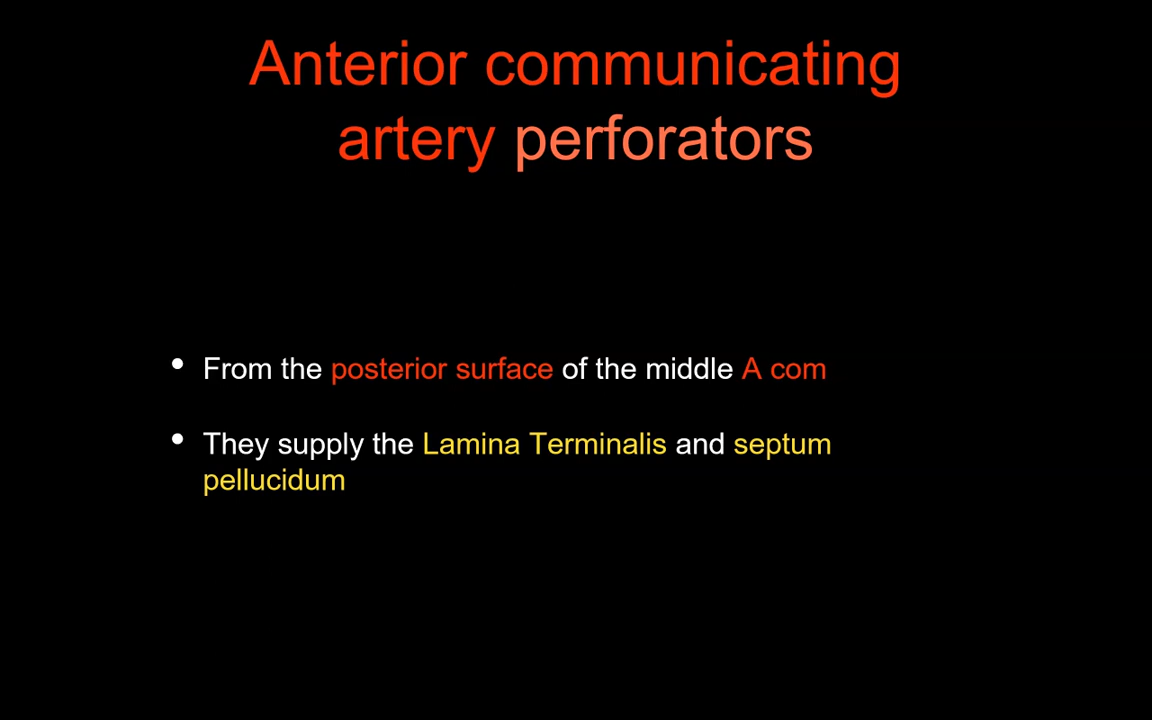 Anterior communicating
artery perforators
• From the posterior surface of the middle A com
• They supply the Lamina Terminalis and septum
pellucidum